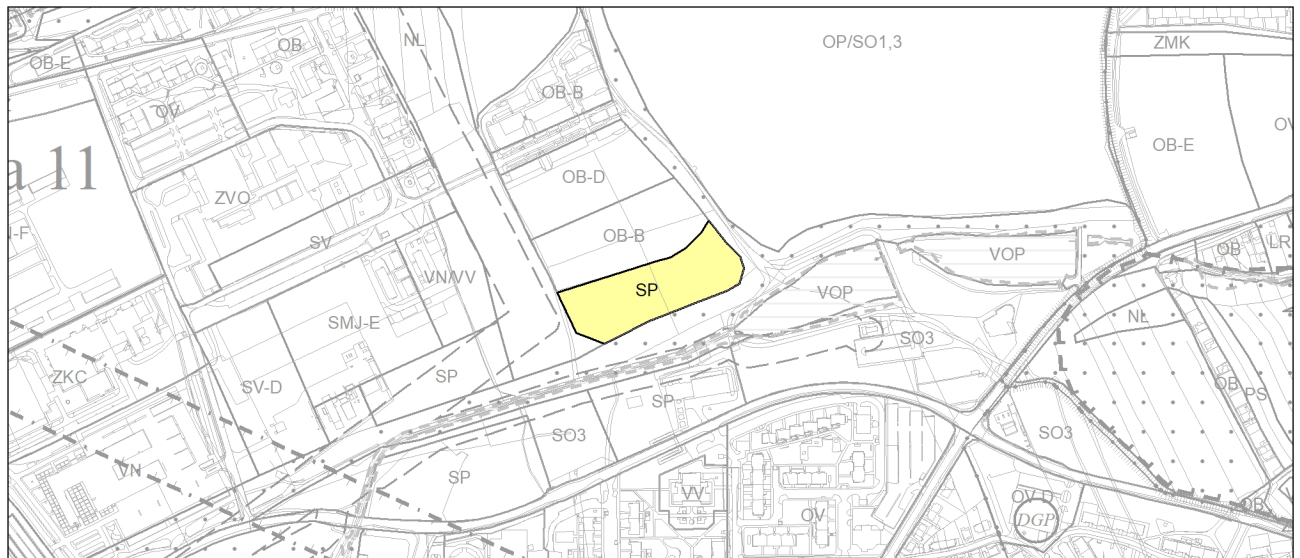 NL
OB
OP/SO1,3
ZMK
OB-E
OB-B
OV
OV
OB-E
a 11
OB-D
ZVO
N-F
SV
OB-B
OB
LR
VN/VV
VOP
SP
VOP
SMJ-E
NL
SO3
ZKC
SP
SV-D
OB
PS
SP
SO3
SO3
VN
SP
VV
OV
OV-D
OB
(DGP)